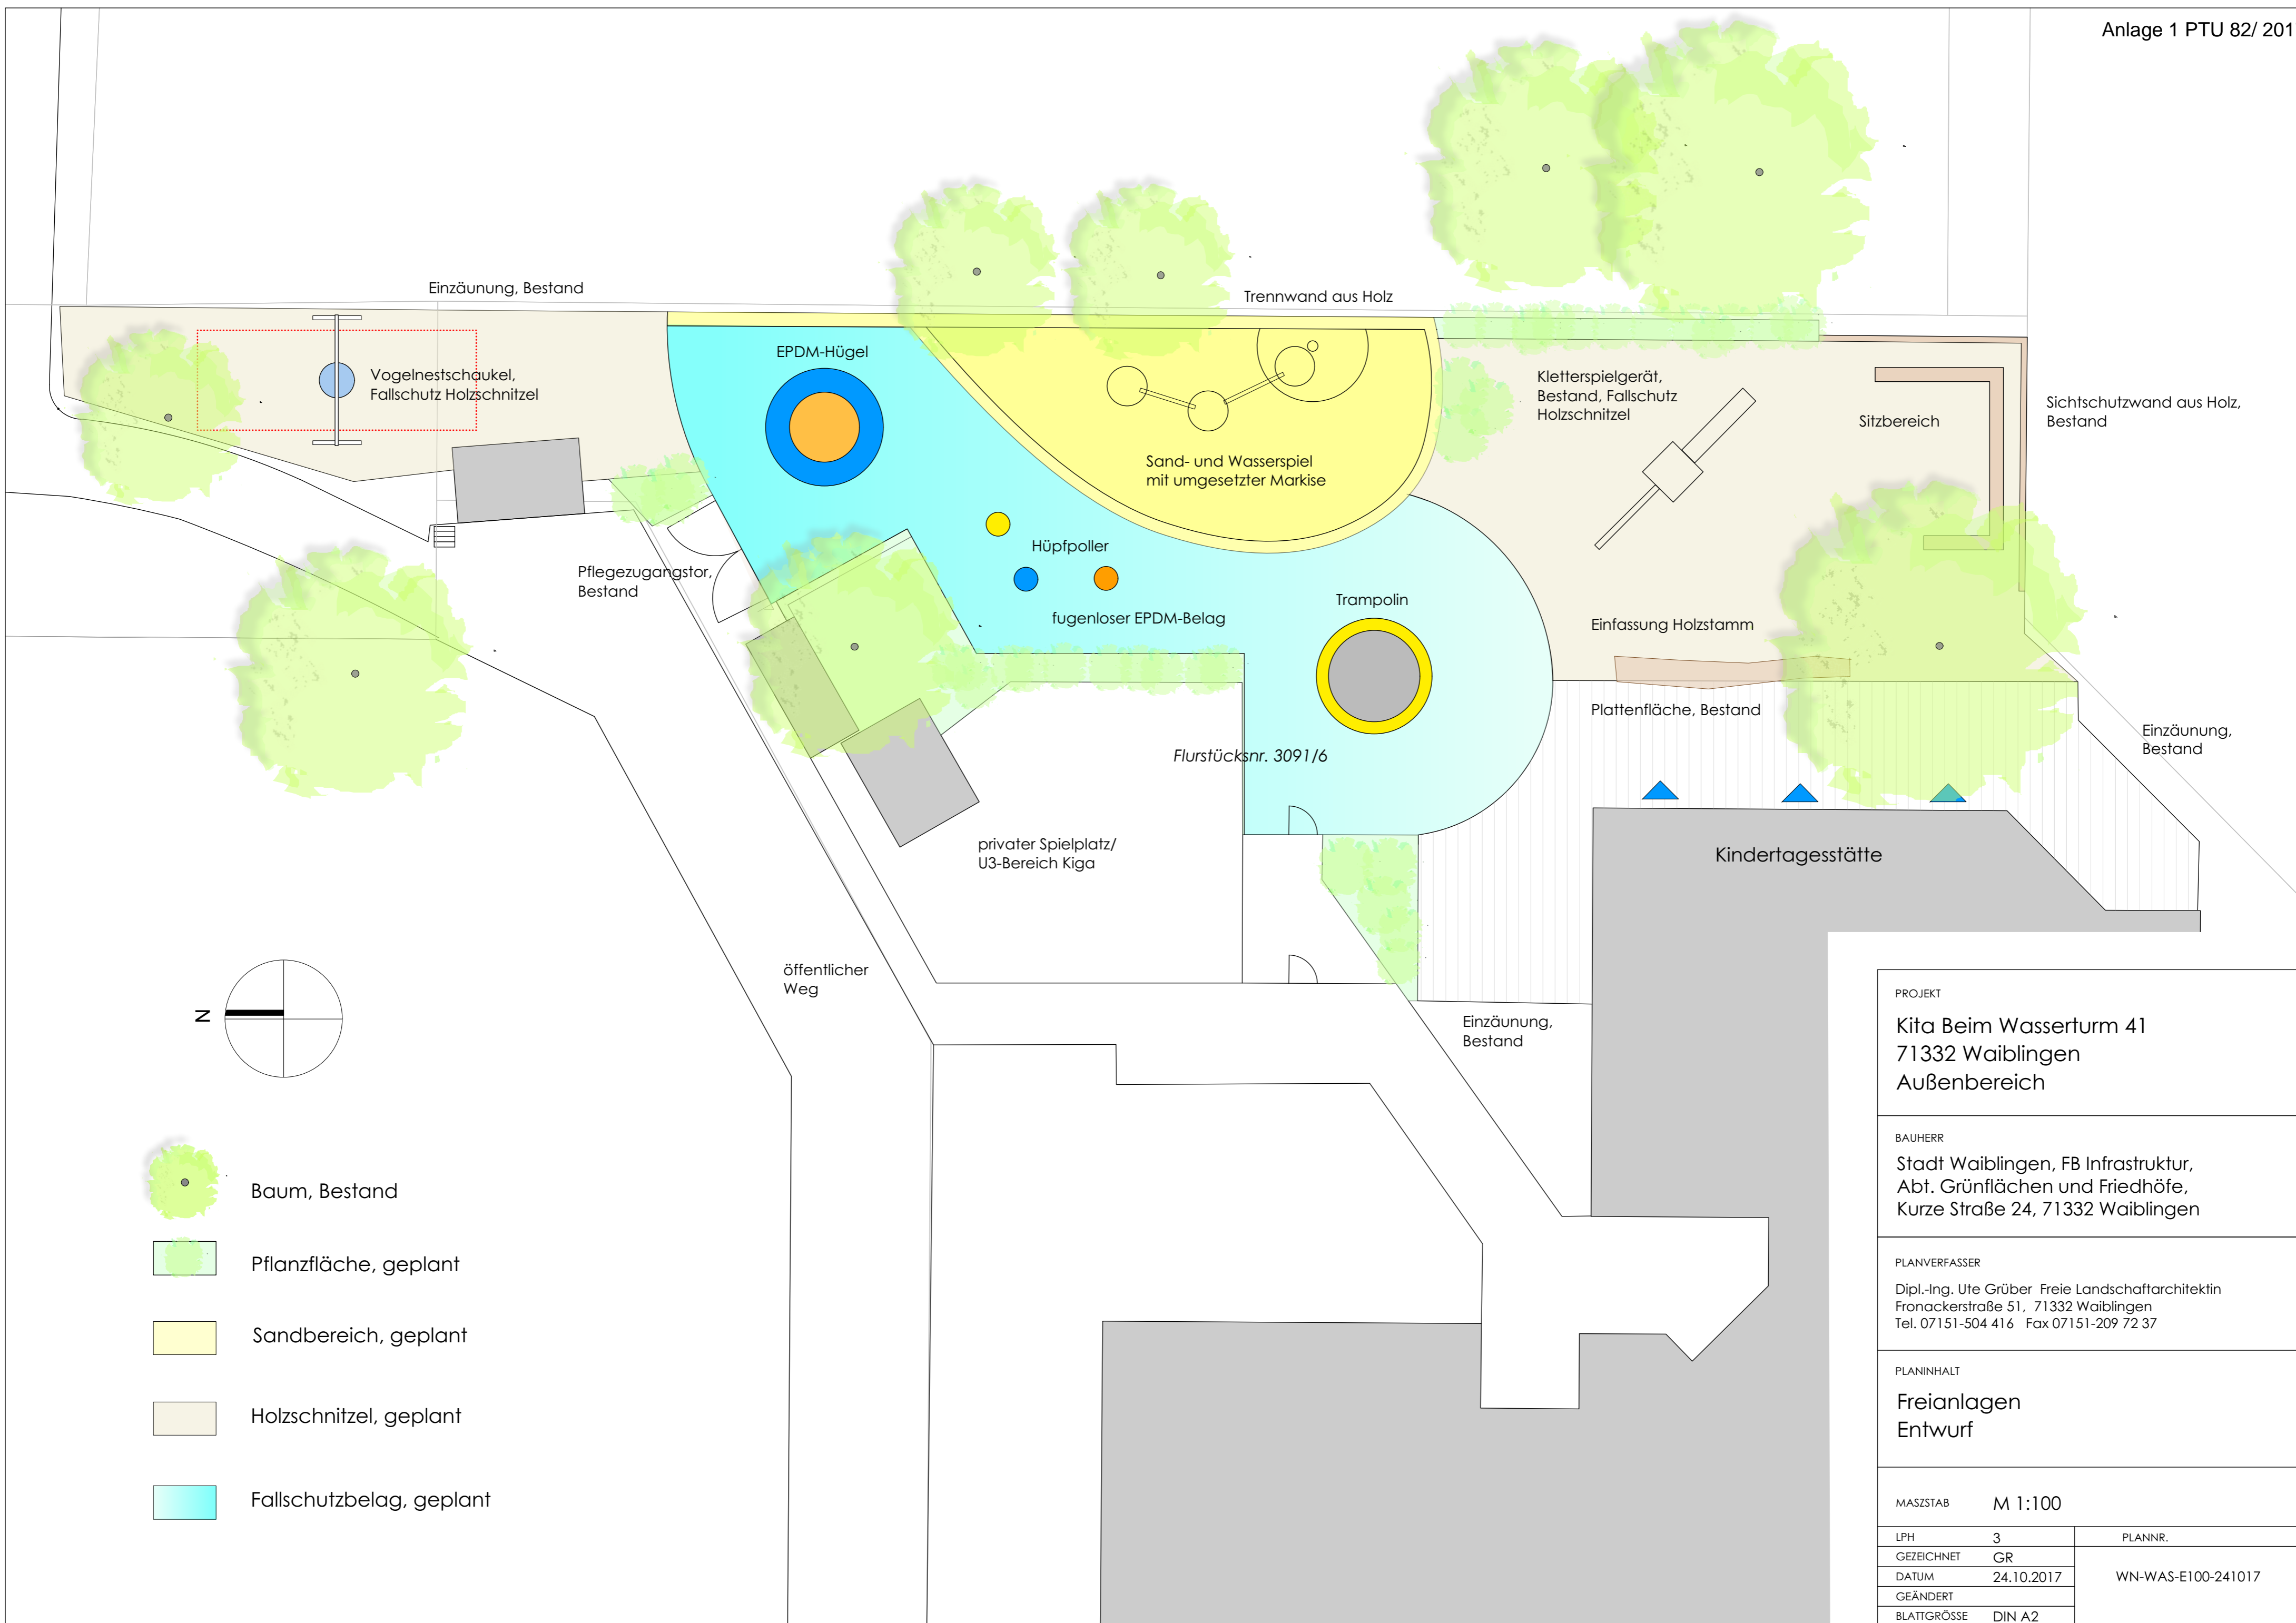 Anlage 1 PTU 82/ 201
Einzäunung, Bestand
Trennwand aus Holz
EPDM-Hügel
Vogelnestschaukel,
Fallschutz Holzschnitzel
Kletterspielgerät,
Bestand, Fallschutz
Holzschnitzel
Sitzbereich
Sichtschutzwand aus Holz,
Bestand
Sand- und Wasserspiel
mit umgesetzter Markise
Hüpfpoller
Pflegezugangstor,
Bestand
fugenloser EPDM-Belag
Trampolin
Einfassung Holzstamm
Plattenfläche, Bestand
Einzäunung,
Bestand
Flurstücksnr. 3091/6
privater Spielplatz/
U3-Bereich Kiga
Kindertagesstätte
öffentlicher
Weg
Einzäunung,
Bestand
N
Baum, Bestand
Pflanzfläche, geplant
Sandbereich, geplant
Holzschnitzel, geplant
Fallschutzbelag, geplant
PROJEKT
Kita Beim Wasserturm 41
71332 Waiblingen
Außenbereich
BAUHERR
Stadt Waiblingen, FB Infrastruktur,
Abt. Grünflächen und Friedhöfe,
Kurze Straße 24, 71332 Waiblingen
PLANVERFASSER
Dipl.-Ing. Ute Grüber Freie Landschaftarchitektin
Fronackerstraße 51, 71332 Waiblingen
Tel. 07151-504 416 Fax 07151-209 72 37
PLANINHALT
Freianlagen
Entwurf
MASZSTAB M 1:100
LPH 3 PLANNR.
GEZEICHNET GR
DATUM 24.10.2017 WN-WAS-E100-241017
GEÄNDERT
BLATTGRÖSSE DIN A2